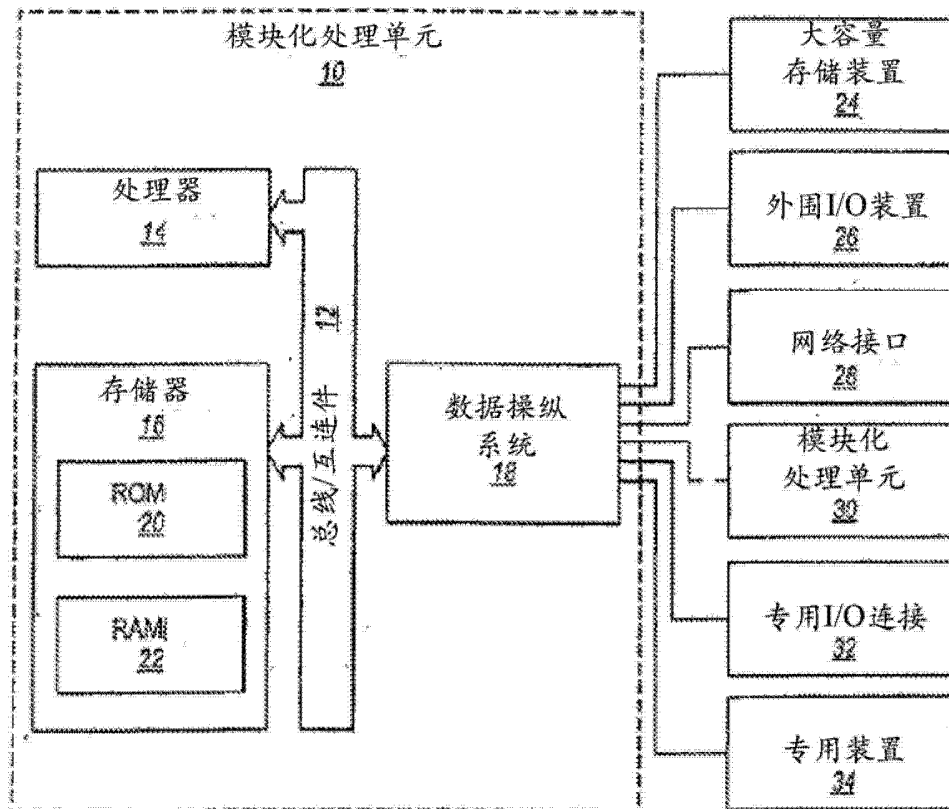 模块化处理单元
10
处理器
14
总线/互连件 12
存储器
16
ROM
20
RAM
22
数据操纵
系统
18
大容量
存储装置
24
外围I/O装置
26
网络接口
28
模块化
处理单元
30
专用I/O连接
32
专用装置
34